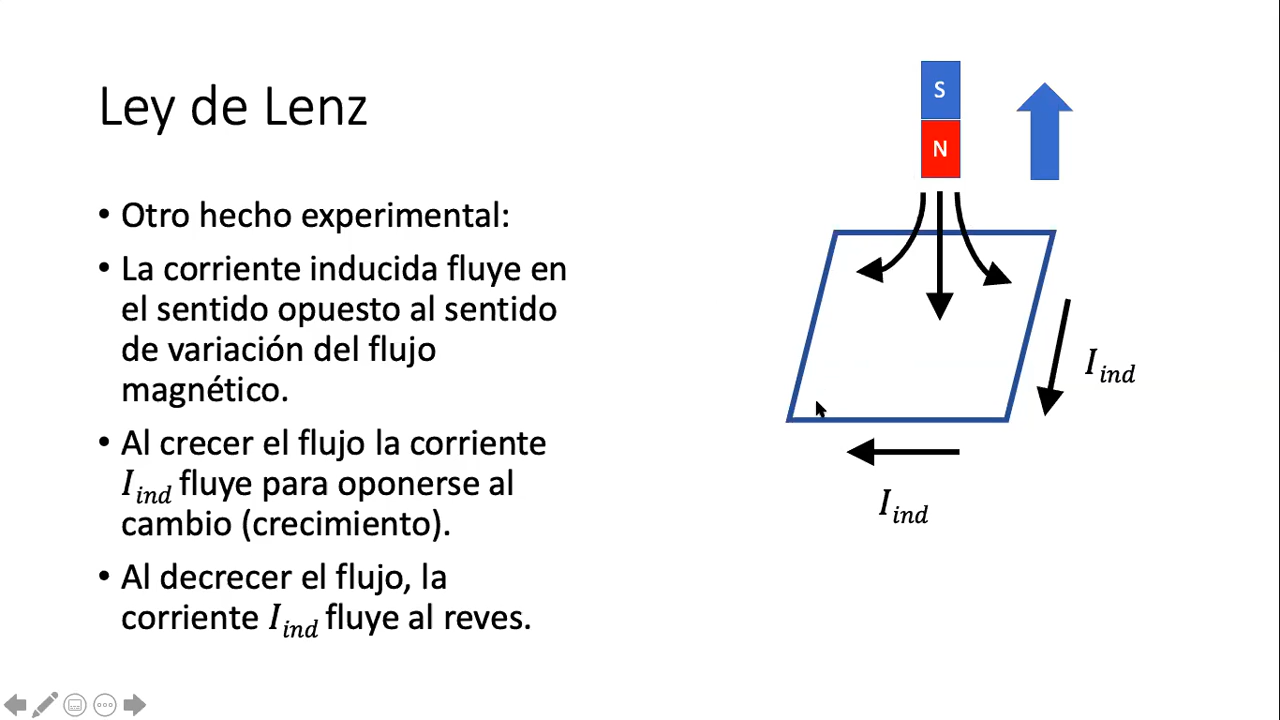 Ley de Lenz
• Otro hecho experimental:
• La corriente inducida fluye en
el sentido opuesto al sentido
de variación del flujo
magnético.
• Al crecer el flujo la corriente
I_ind fluye para oponerse al
cambio (crecimiento).
• Al decrecer el flujo, la
corriente I_ind fluye al reves.
S
N
I_ind
I_ind